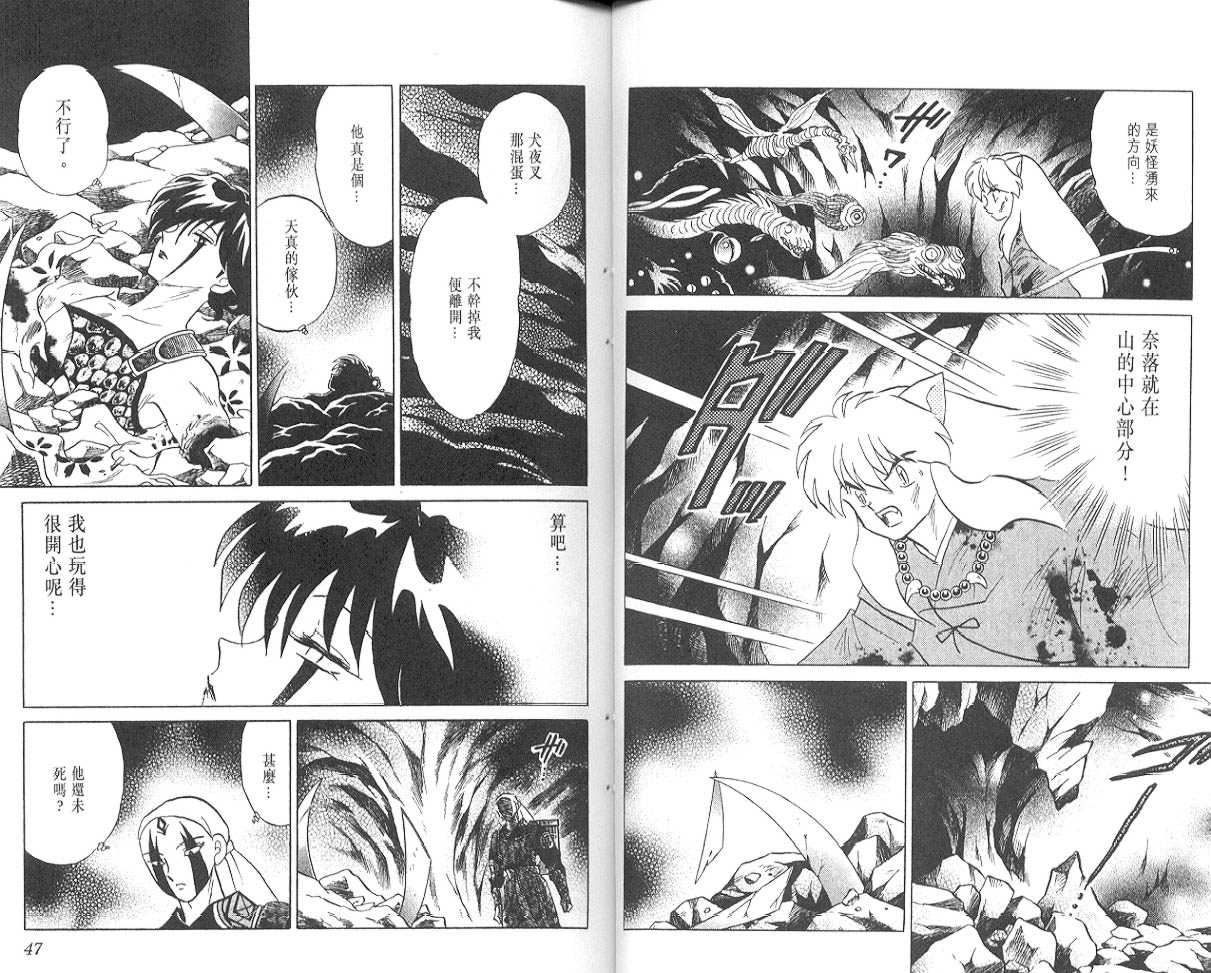 是妖怪湧來
的方向…
ワ…
奈落就在
山的中心部分！
犬夜叉
那混蛋…
不幹掉我
便離開…
他真是個…
天真的傢伙…
不行了。
算吧…
我也玩得
很開心呢…
ザ…
甚麼…
他還未
死嗎？
47